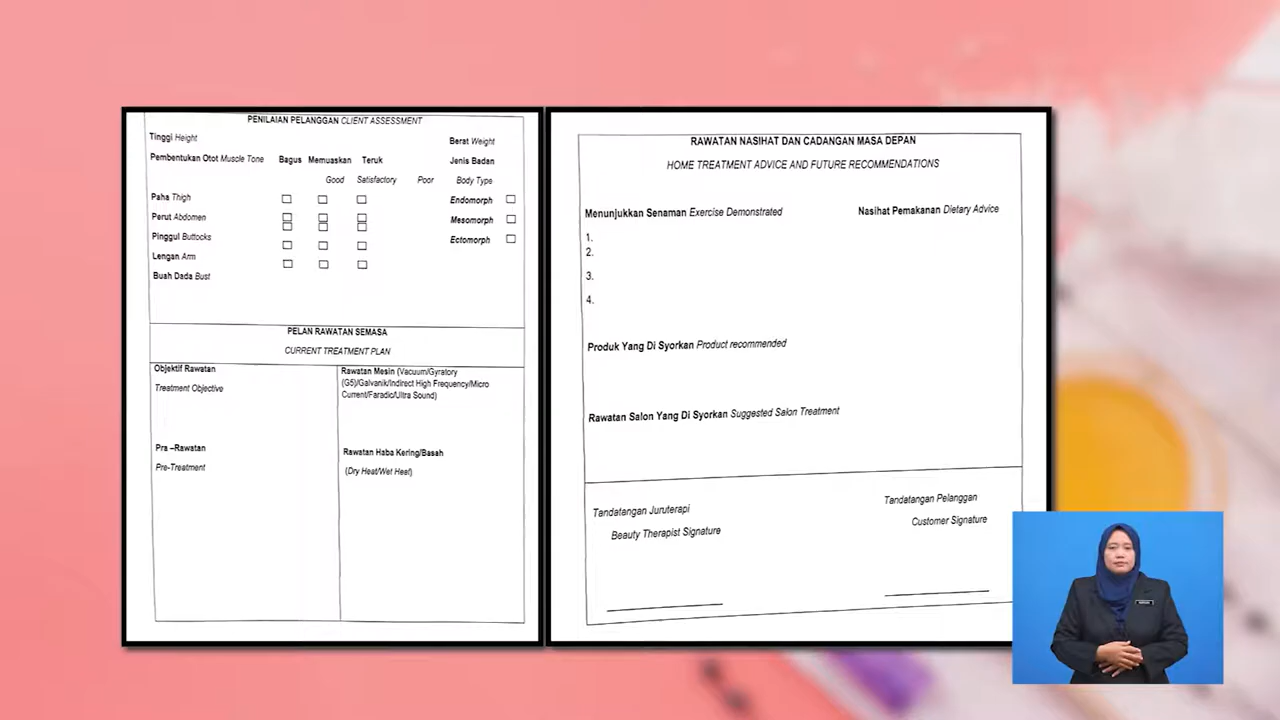 PENILAIAN PELANGGAN CLIENT ASSESSMENT
Tinggi Height
Berat Weight
Pembentukan Otot Muscle Tone Bagus Memuaskan Teruk Jenis Badan
Good Satisfactory Poor Body Type
Paha Thigh
Endomorph
Perut Abdomen
Mesomorph
Pinggul Buttocks
Ectomorph
Lengan Arm
Buah Dada Bust
PELAN RAWATAN SEMASA
CURRENT TREATMENT PLAN
Objektif Rawatan
Treatment Objective
Rawatan Mesin (Vacuum/Gyratory
(G5)/Galvanik/Indirect High Frequency/Micro
Current/Faradic/Ultra Sound)
Pra –Rawatan
Pre-Treatment
Rawatan Haba Kering/Basah
(Dry Heat/Wet Heet)
RAWATAN NASIHAT DAN CADANGAN MASA DEPAN
HOME TREATMENT ADVICE AND FUTURE RECOMMENDATIONS
Menunjukkan Senaman Exercise Demonstrated
Nasihat Pemakanan Dietary Advice
1.
2.
3.
4.
Produk Yang Di Syorkan Product recommended
Rawatan Salon Yang Di Syorkan Suggested Salon Treatment
Tandatangan Juruterapi
Beauty Therapist Signature
Tandatangan Pelanggan
Customer Signature